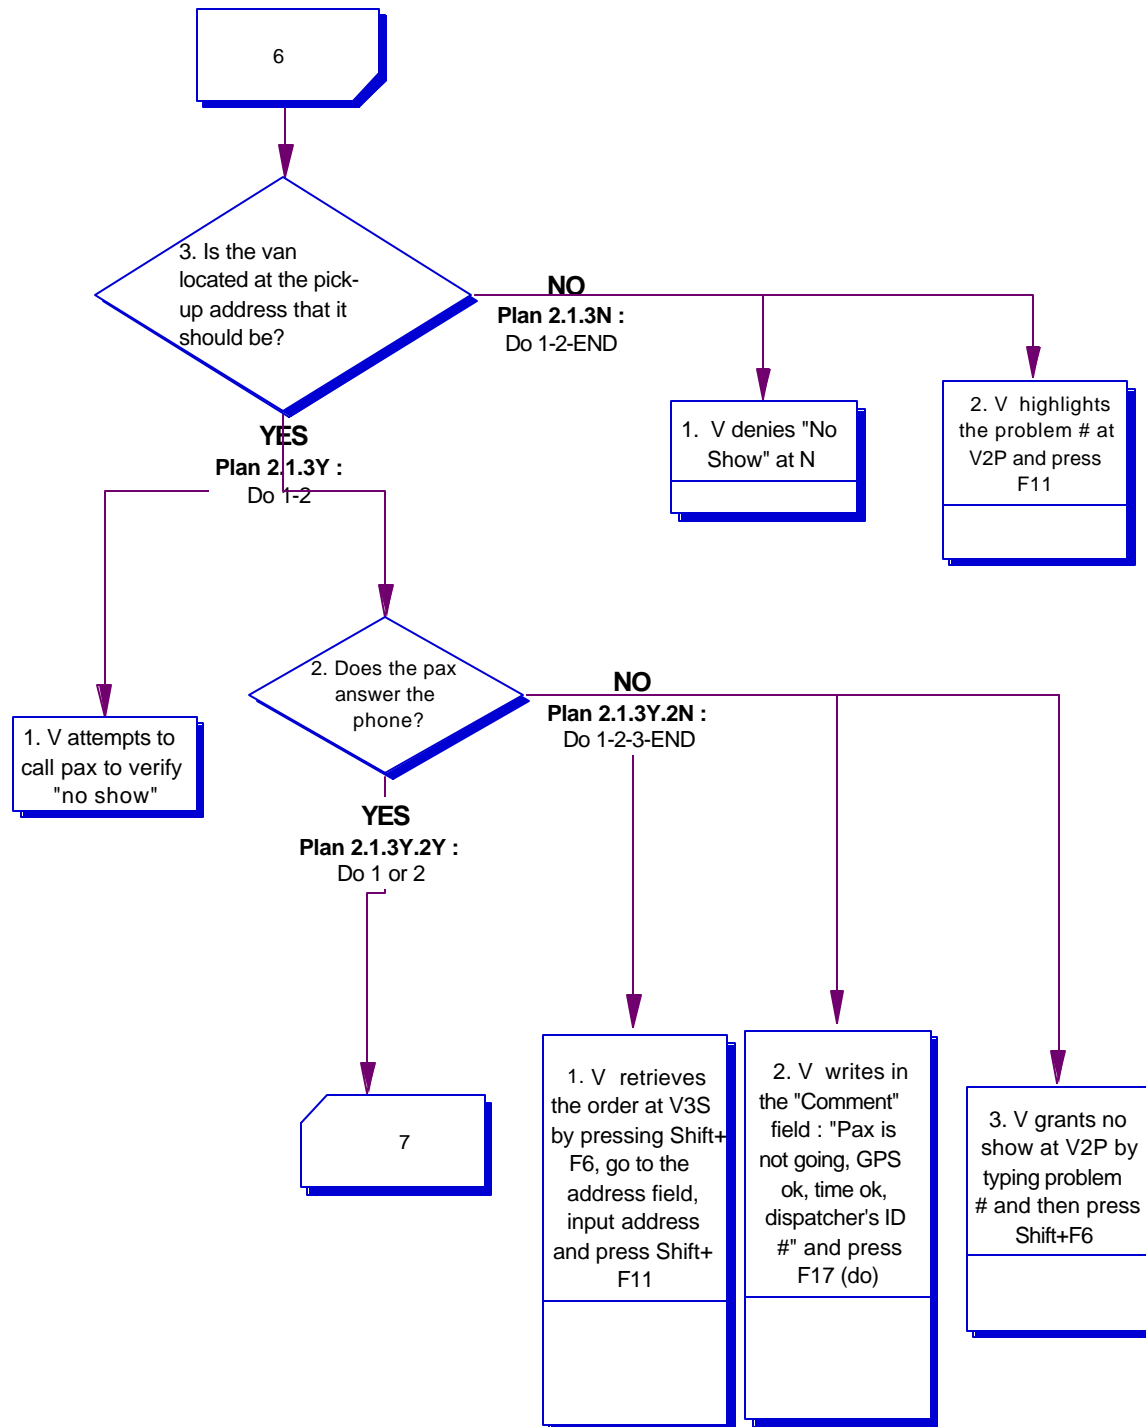 6
3. Is the van
located at the pick-
up address that it
should be?
NO
Plan 2.1.3N :
Do 1-2-END
YES
Plan 2.1.3Y :
Do 1-2
1. V denies "No
Show" at N
2. V highlights
the problem # at
V2P and press
F11
2. Does the pax
answer the
phone?
NO
Plan 2.1.3Y.2N :
Do 1-2-3-END
1. V attempts to
call pax to verify
"no show"
YES
Plan 2.1.3Y.2Y :
Do 1 or 2
7
1. V retrieves
the order at V3S
by pressing Shift+
F6, go to the
address field,
input address
and press Shift+
F11
2. V writes in
the "Comment"
field : "Pax is
not going, GPS
ok, time ok,
dispatcher's ID
#" and press
F17 (do)
3. V grants no
show at V2P by
typing problem
# and then press
Shift+F6